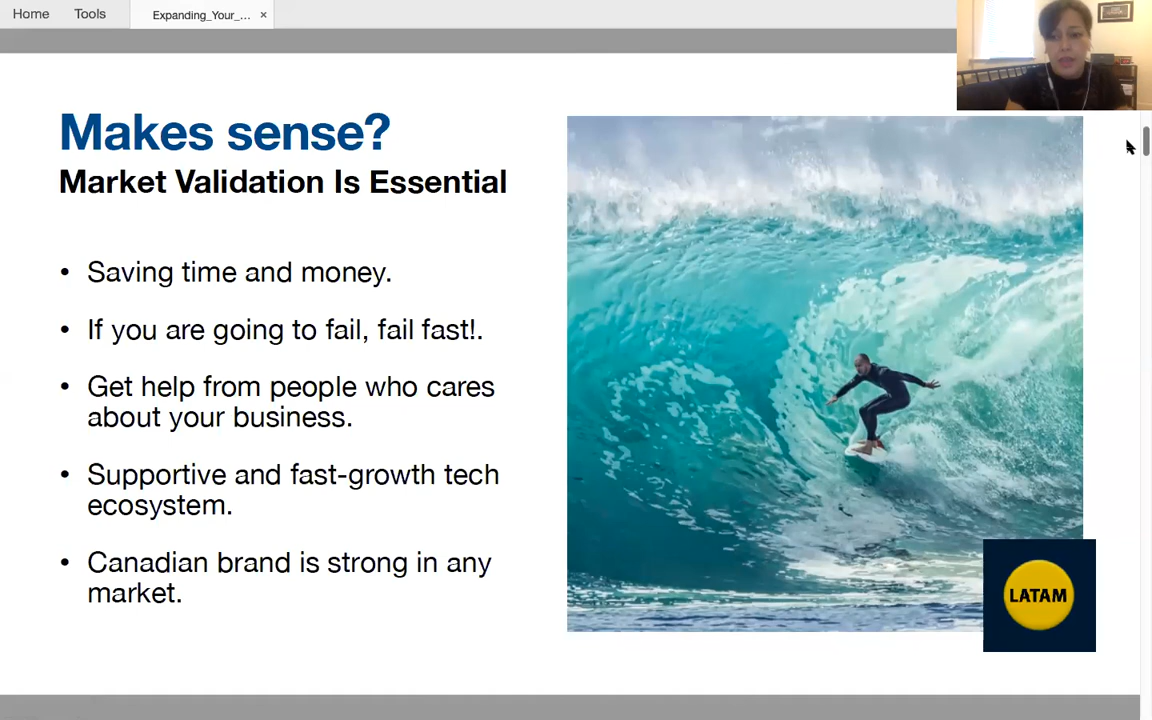 Home Tools Expanding_Your_... ×
Makes sense?
Market Validation Is Essential
• Saving time and money.
• If you are going to fail, fail fast!.
• Get help from people who cares
about your business.
• Supportive and fast-growth tech
ecosystem.
• Canadian brand is strong in any
market.
LATAM